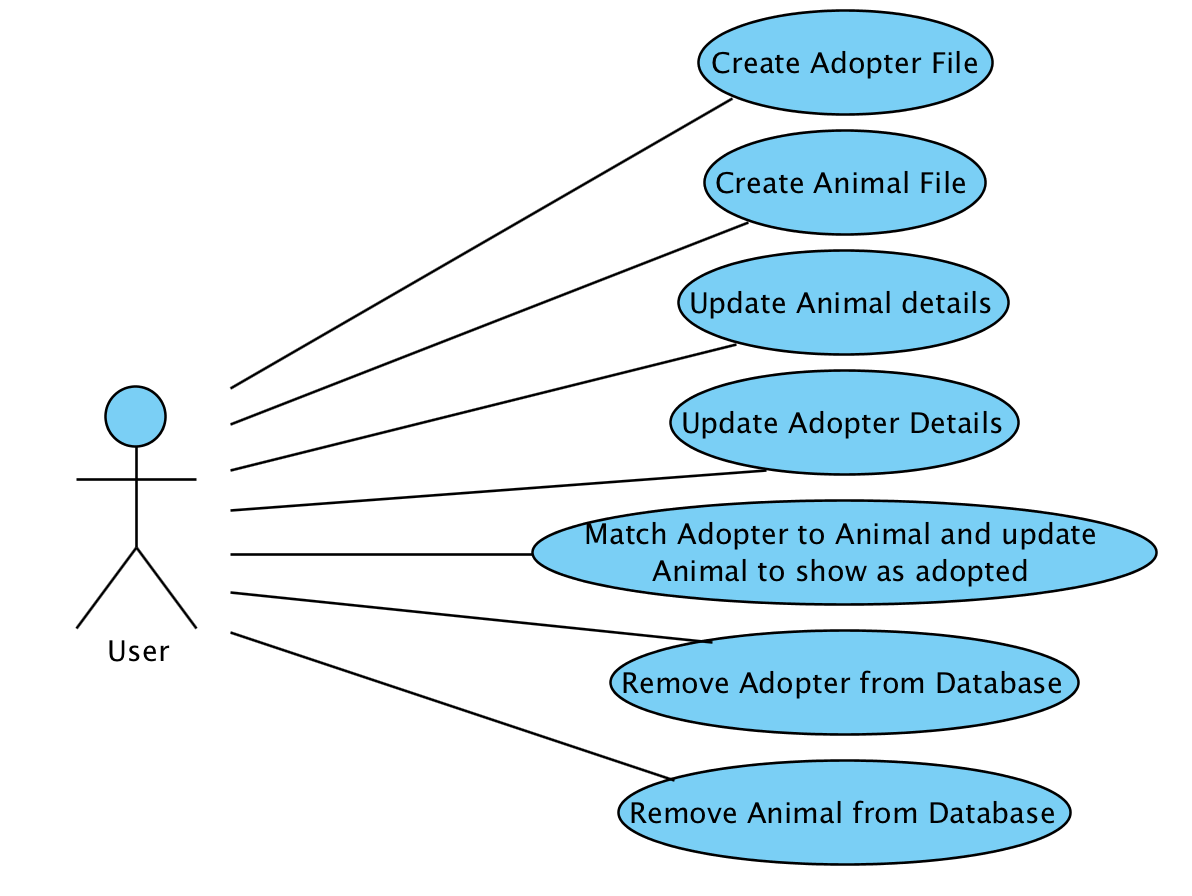 Create Adopter File
Create Animal File
Update Animal details
Update Adopter Details
Match Adopter to Animal and update
Animal to show as adopted
User
Remove Adopter from Database
Remove Animal from Database